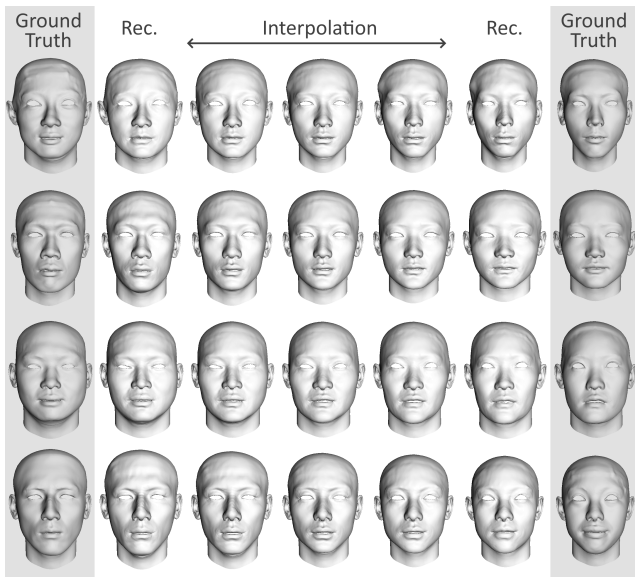 Ground
Truth
Rec.
Interpolation
Rec.
Ground
Truth